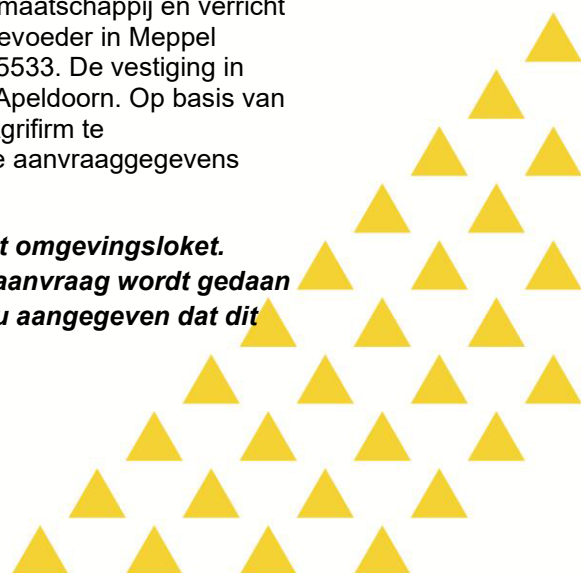 maatschappij en verricht
evoeder in Meppel
5533. De vestiging in
Apeldoorn. Op basis van
grifirm te
e aanvraaggegevens
t omgevingsloket.
aanvraag wordt gedaan
u aangegeven dat dit